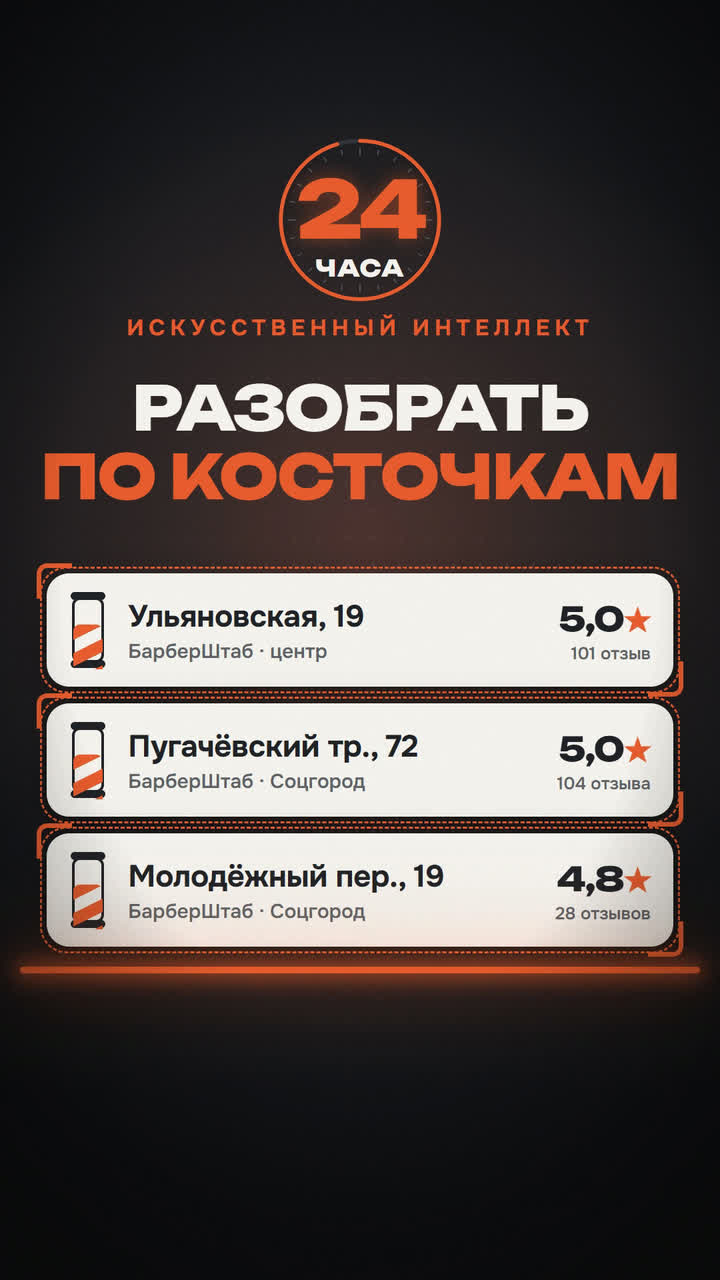 24
ЧАСА
ИСКУССТВЕННЫЙ ИНТЕЛЛЕКТ
РАЗОБРАТЬ
ПО КОСТОЧКАМ
Ульяновская, 19
БарберШтаб · центр
5,0★
101 отзыв
Пугачёвский тр., 72
БарберШтаб · Соцгород
5,0★
104 отзыва
Молодёжный пер., 19
БарберШтаб · Соцгород
4,8★
28 отзывов